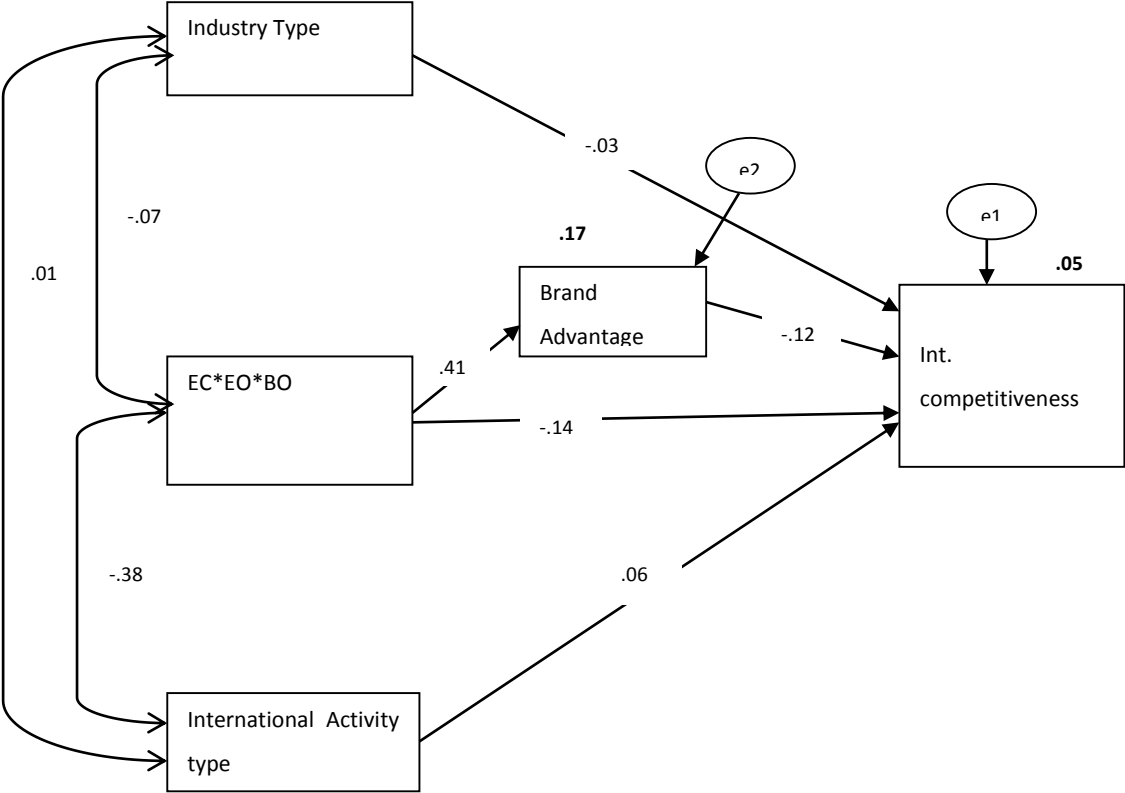 Industry Type
-.03
e2
e1
-.07
.17
.05
.01
Brand
Advantage
-.12
Int.
competitiveness
EC*EO*BO
.41
-.14
-.38
.06
International Activity
type